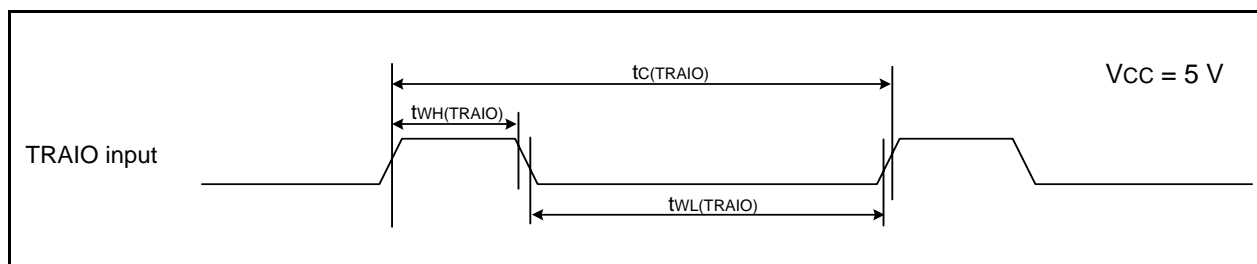 tC(TRAIO)
VCC = 5 V
tWH(TRAIO)
TRAIO input
tWL(TRAIO)